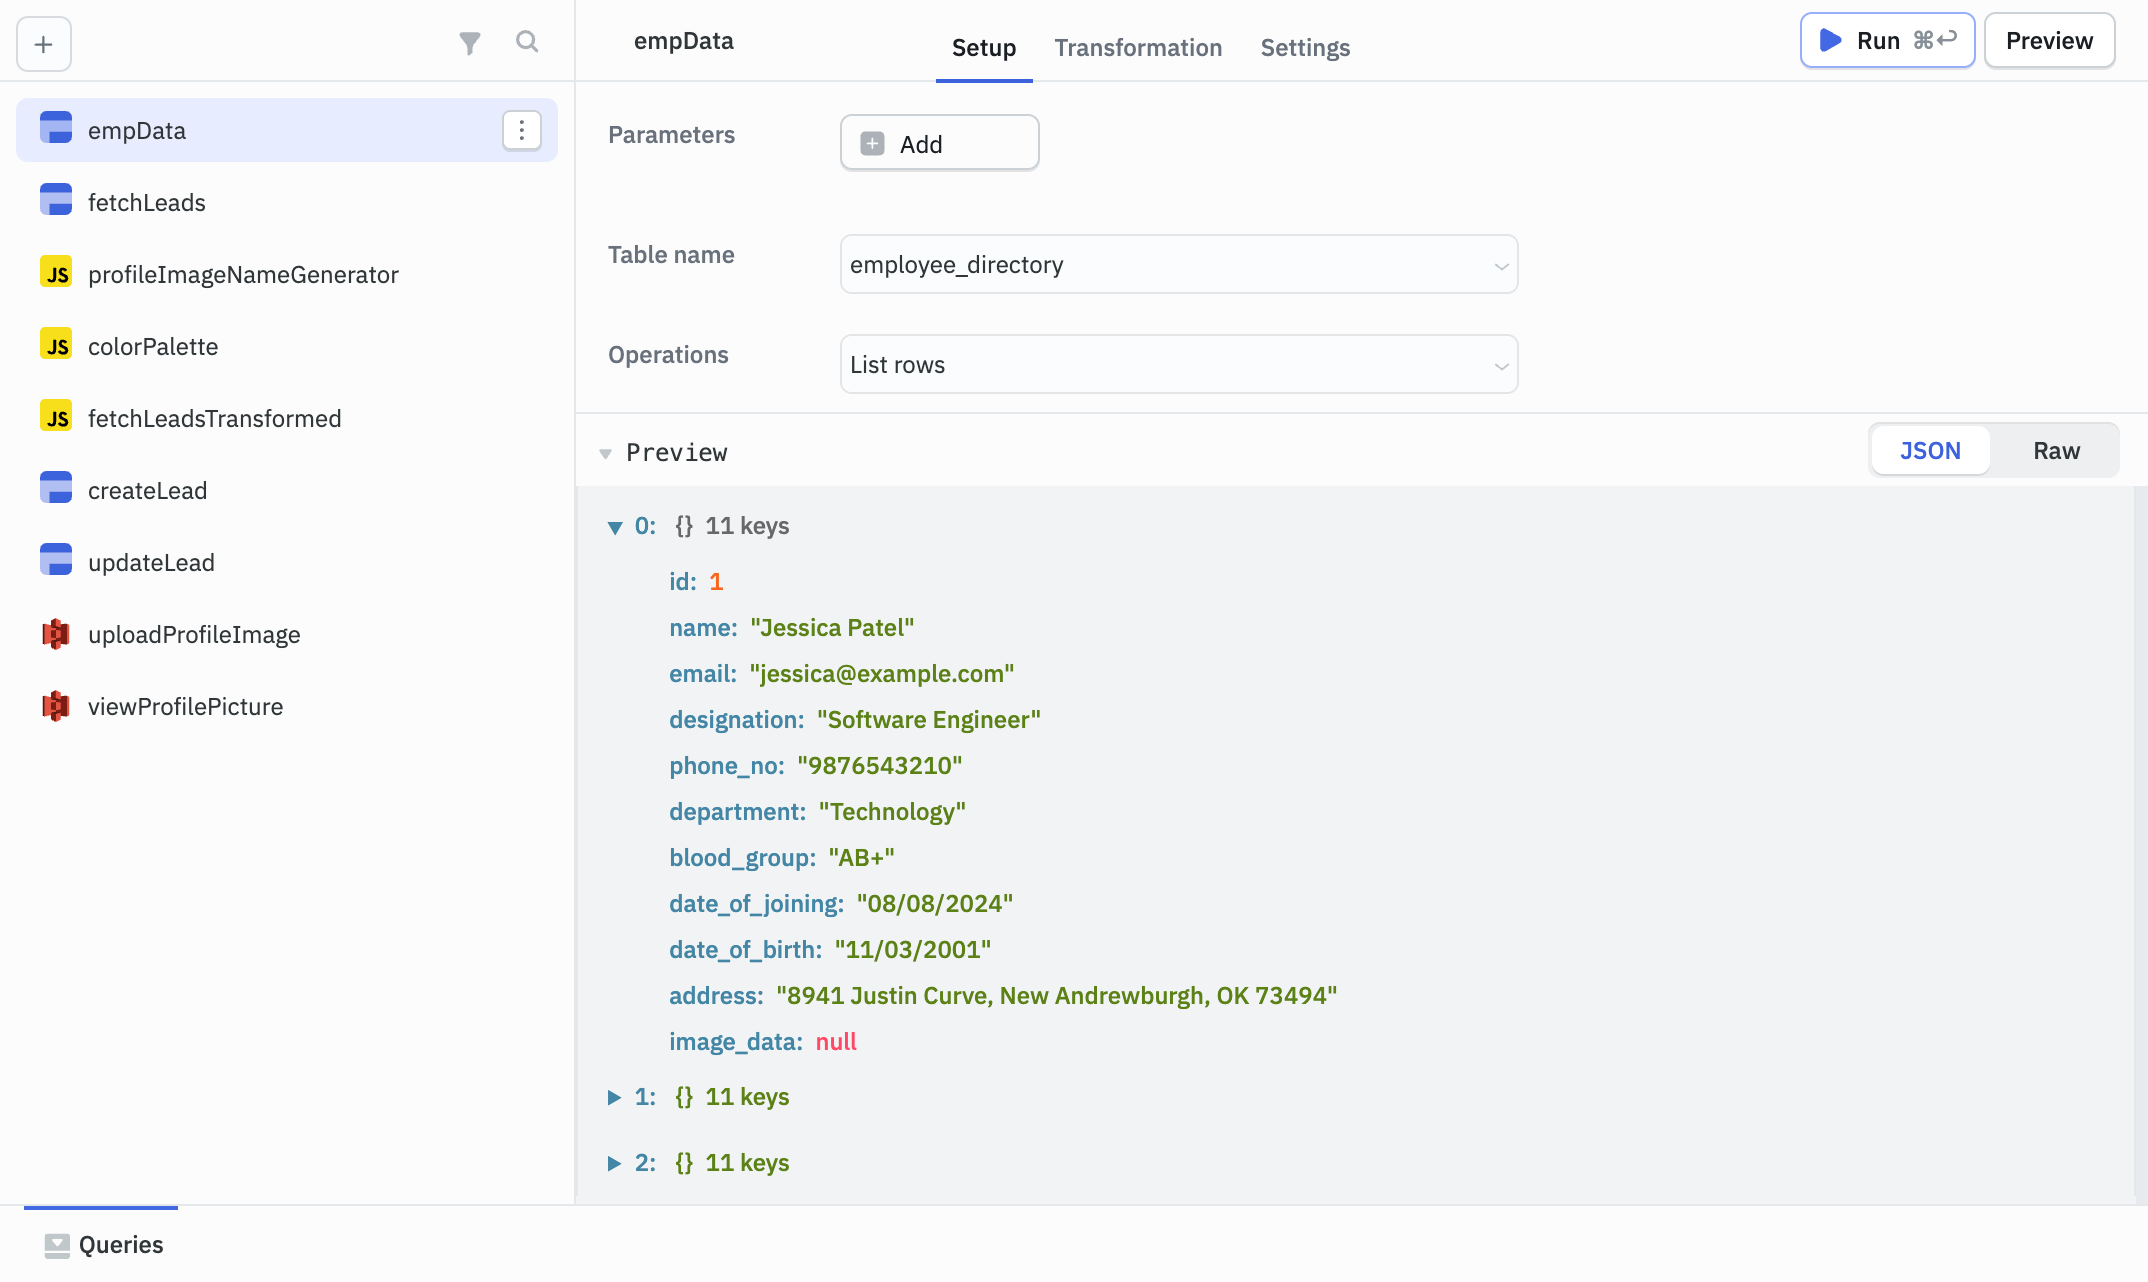 empData
fetchLeads
JS profileImageNameGenerator
JS colorPalette
JS fetchLeadsTransformed
createLead
updateLead
uploadProfileImage
viewProfilePicture
empData Setup Transformation Settings Run ⌘↩ Preview
Parameters + Add
Table name employee_directory
Operations List rows
Preview JSON Raw
0: {} 11 keys
id: 1
name: "Jessica Patel"
email: "jessica@example.com"
designation: "Software Engineer"
phone_no: "9876543210"
department: "Technology"
blood_group: "AB+"
date_of_joining: "08/08/2024"
date_of_birth: "11/03/2001"
address: "8941 Justin Curve, New Andrewburgh, OK 73494"
image_data: null
1: {} 11 keys
2: {} 11 keys
Queries